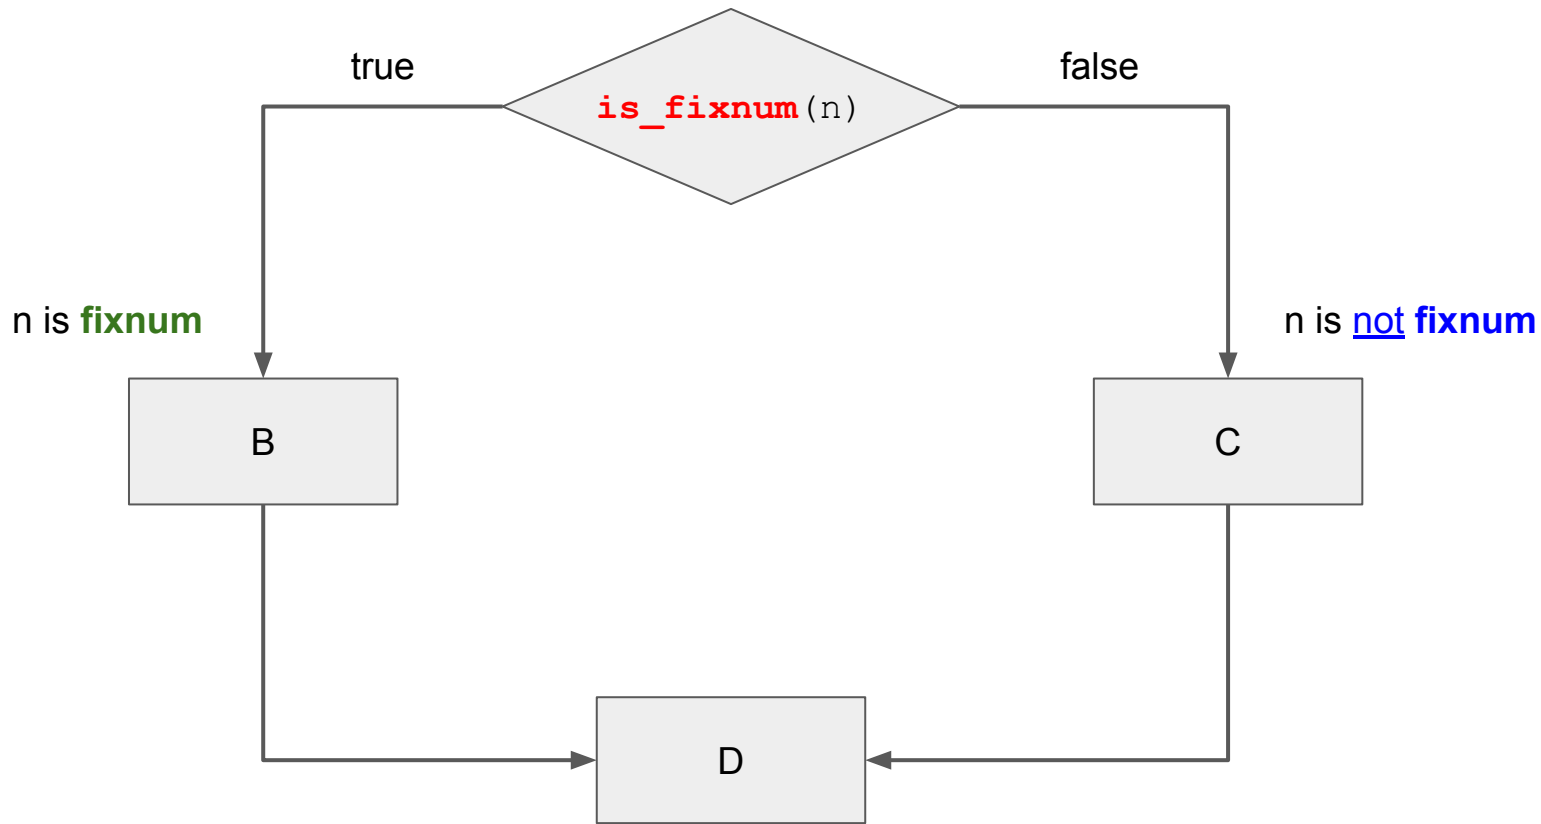 true
false
is_fixnum(n)
n is fixnum
n is not fixnum
B
C
D